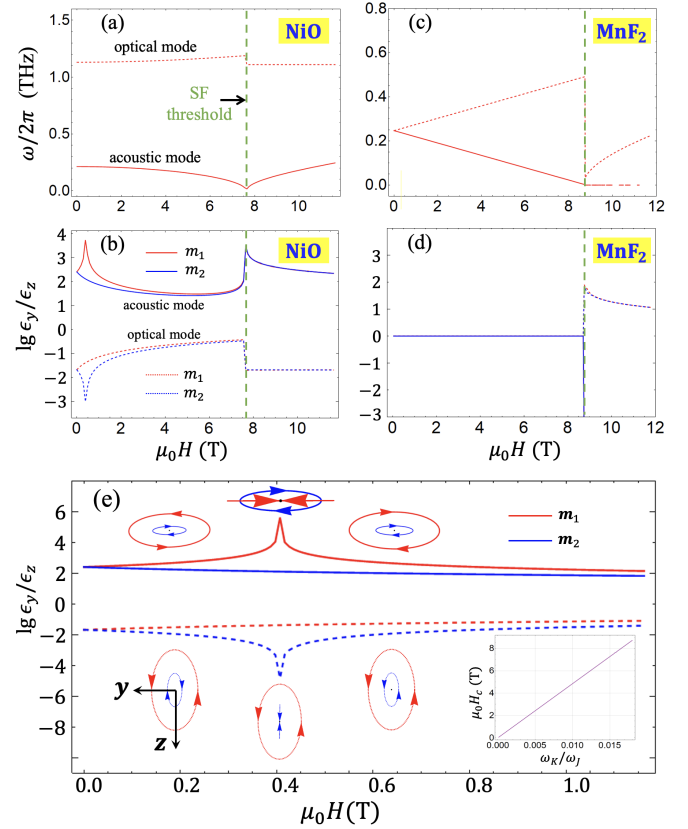 (a)
NiO
optical mode
SF
threshold
acoustic mode
ω/2π (THz)
1.5
1.0
0.5
0.0
0 2 4 6 8 10
(c)
MnF₂
0.8
0.6
0.4
0.2
0.0
0 2 4 6 8 10 12
(b)
NiO
m₁
m₂
acoustic mode
optical mode
m₁
m₂
lg ϵy/ϵz
4
3
2
1
0
−1
−2
−3
0 2 4 6 8 10
μ₀H (T)
(d)
MnF₂
3
2
1
0
−1
−2
−3
0 2 4 6 8 10 12
μ₀H (T)
(e)
m₁
m₂
lg ϵy/ϵz
6
4
2
0
−2
−4
−6
−8
y
z
μ₀Hc (T)
8
6
4
2
0
0.000 0.005 0.010 0.015
ωK/ωJ
0.0 0.2 0.4 0.6 0.8 1.0
μ₀H(T)